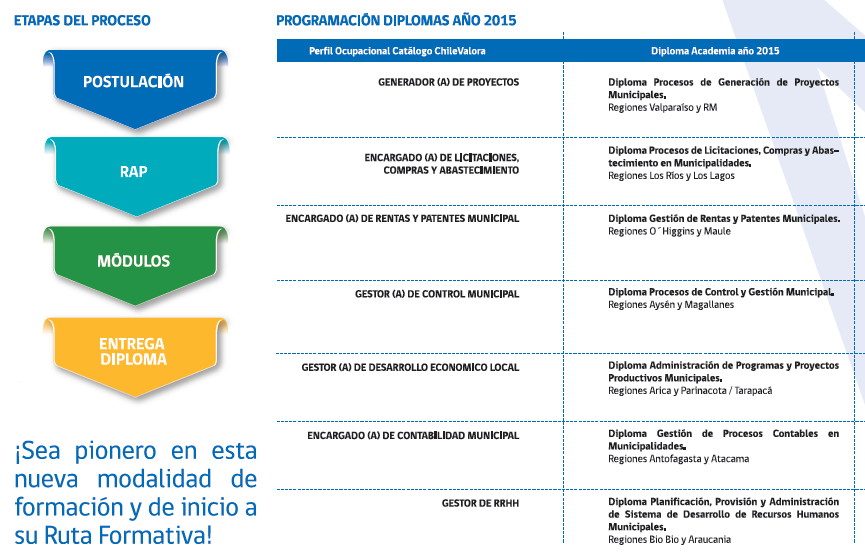 ETAPAS DEL PROCESO
POSTULACIÓN
RAP
MÓDULOS
ENTREGA
DIPLOMA
¡Sea pionero en esta
nueva modalidad de
formación y de inicio a
su Ruta Formativa!
PROGRAMACIÓN DIPLOMAS AÑO 2015
Perfil Ocupacional Catálogo ChileValora
Diploma Academia año 2015
GENERADOR (A) DE PROYECTOS
Diploma Procesos de Generación de Proyectos
Municipales.
Regiones Valparaíso y RM
ENCARGADO (A) DE LICITACIONES,
COMPRAS Y ABASTECIMIENTO
Diploma Procesos de Licitaciones, Compras y Abas-
tecimiento en Municipalidades.
Regiones Los Ríos y Los Lagos
ENCARGADO (A) DE RENTAS Y PATENTES MUNICIPAL
Diploma Gestión de Rentas y Patentes Municipales.
Regiones O´Higgins y Maule
GESTOR (A) DE CONTROL MUNICIPAL
Diploma Procesos de Control y Gestión Municipal.
Regiones Aysén y Magallanes
GESTOR (A) DE DESARROLLO ECONOMICO LOCAL
Diploma Administración de Programas y Proyectos
Productivos Municipales.
Regiones Arica y Parinacota / Tarapacá
ENCARGADO (A) DE CONTABILIDAD MUNICIPAL
Diploma Gestión de Procesos Contables en
Municipalidades.
Regiones Antofagasta y Atacama
GESTOR DE RRHH
Diploma Planificación, Provisión y Administración
de Sistema de Desarrollo de Recursos Humanos
Municipales.
Regiones Bio Bio y Araucania